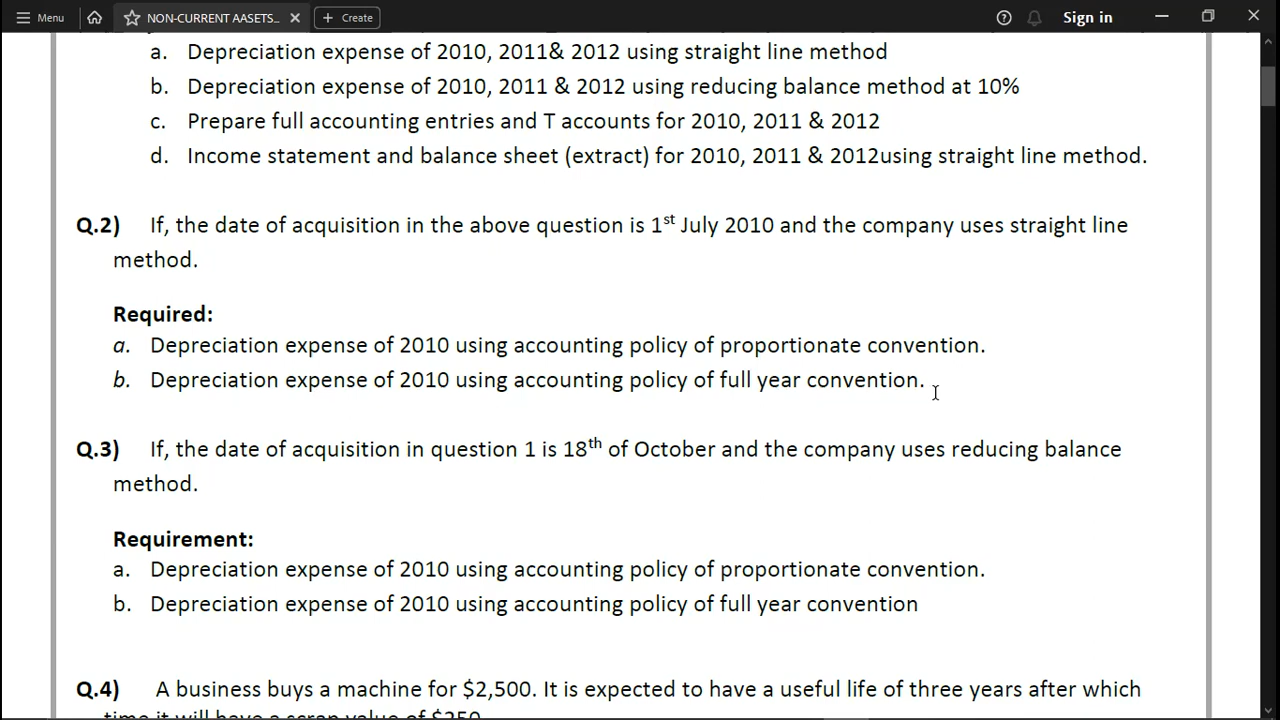 Menu
NON-CURRENT AASETS...
Create
Sign in
a. Depreciation expense of 2010, 2011& 2012 using straight line method
b. Depreciation expense of 2010, 2011 & 2012 using reducing balance method at 10%
c. Prepare full accounting entries and T accounts for 2010, 2011 & 2012
d. Income statement and balance sheet (extract) for 2010, 2011 & 2012using straight line method.
Q.2) If, the date of acquisition in the above question is 1st July 2010 and the company uses straight line
method.
Required:
a. Depreciation expense of 2010 using accounting policy of proportionate convention.
b. Depreciation expense of 2010 using accounting policy of full year convention.
Q.3) If, the date of acquisition in question 1 is 18th of October and the company uses reducing balance
method.
Requirement:
a. Depreciation expense of 2010 using accounting policy of proportionate convention.
b. Depreciation expense of 2010 using accounting policy of full year convention
Q.4) A business buys a machine for $2,500. It is expected to have a useful life of three years after which
time it will have a scrap value of $250.